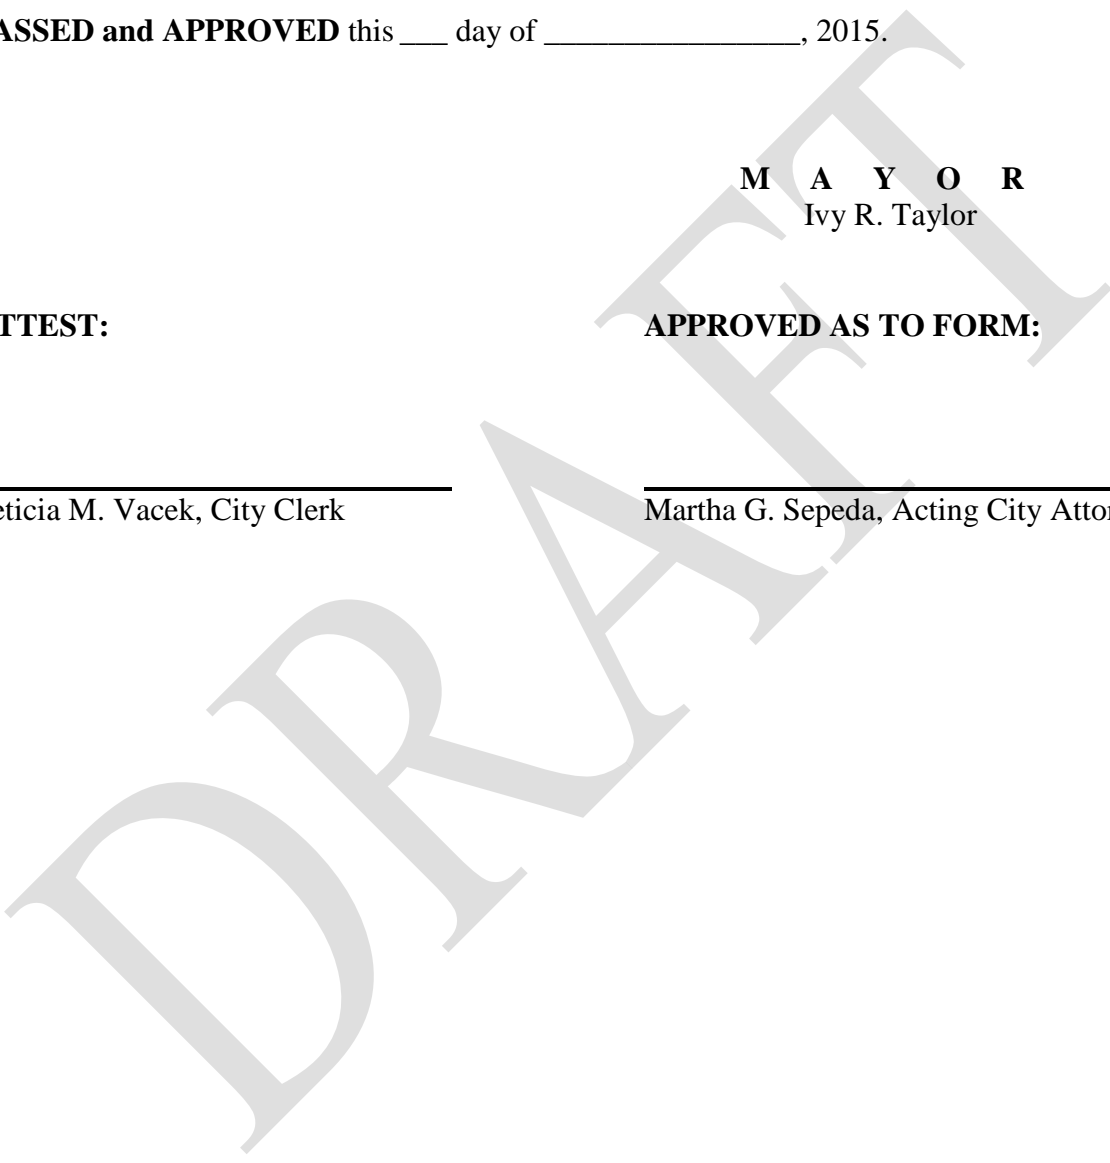 ASSED and APPROVED this ___ day of ________________, 2015.
M A Y O R
Ivy R. Taylor
TTEST:
APPROVED AS TO FORM:
eticia M. Vacek, City Clerk
Martha G. Sepeda, Acting City Attor
DRAFT